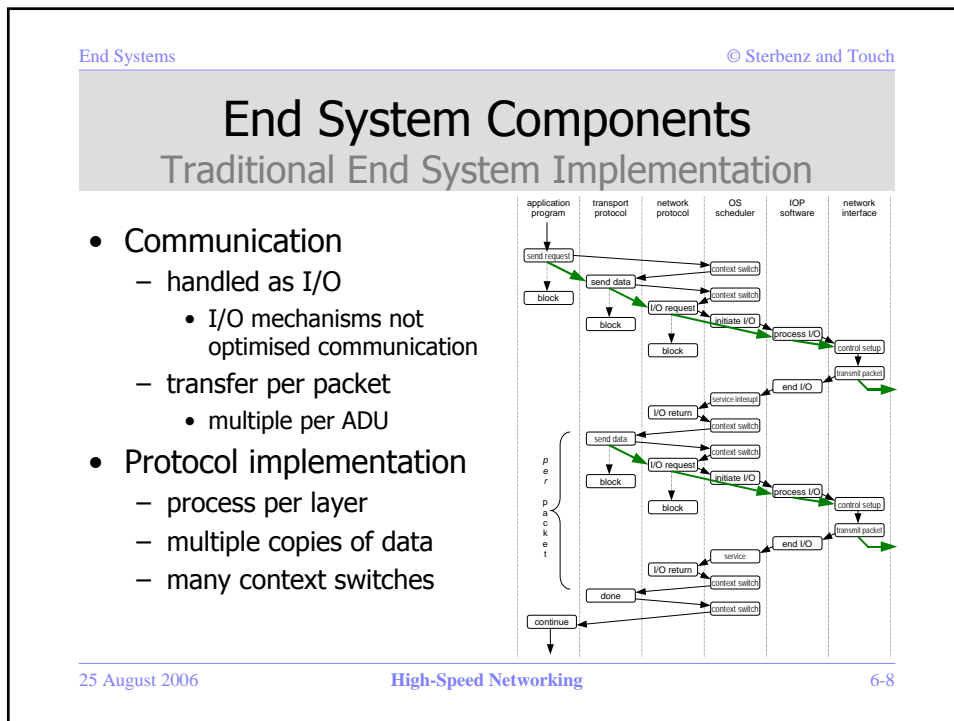 End Systems
© Sterbenz and Touch
End System Components
Traditional End System Implementation
• Communication
– handled as I/O
• I/O mechanisms not
optimised communication
– transfer per packet
• multiple per ADU
• Protocol implementation
– process per layer
– multiple copies of data
– many context switches
application
program
transport
protocol
network
protocol
OS
scheduler
IOP
software
network
interface
send request
context switch
send data
context switch
block
I/O request
initiate I/O
block
process I/O
block
control setup
transmit packet
end I/O
service interupt
I/O return
context switch
send data
context switch
I/O request
per packet
block
initiate I/O
process I/O
block
control setup
transmit packet
end I/O
service
I/O return
context switch
done
context switch
continue
25 August 2006
High-Speed Networking
6-8